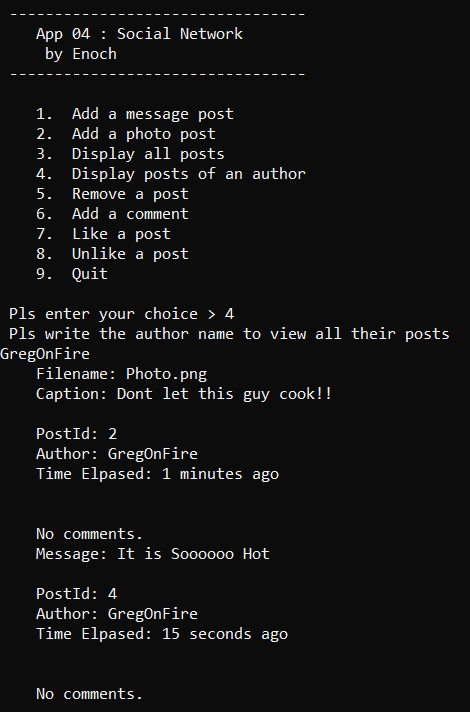 ---------------------------------
App 04 : Social Network
by Enoch
---------------------------------
1. Add a message post
2. Add a photo post
3. Display all posts
4. Display posts of an author
5. Remove a post
6. Add a comment
7. Like a post
8. Unlike a post
9. Quit
Pls enter your choice > 4
Pls write the author name to view all their posts
GregOnFire
Filename: Photo.png
Caption: Dont let this guy cook!!
PostId: 2
Author: GregOnFire
Time Elpased: 1 minutes ago
No comments.
Message: It is Soooooo Hot
PostId: 4
Author: GregOnFire
Time Elpased: 15 seconds ago
No comments.